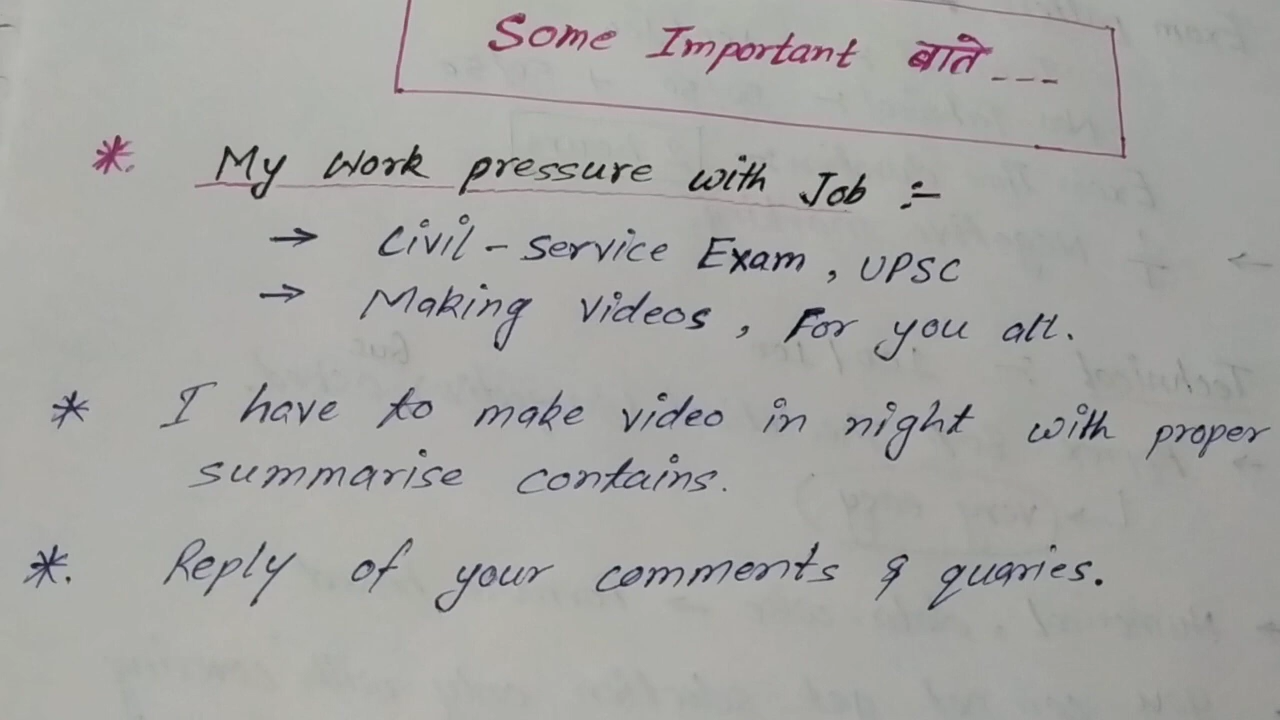 Some Important बाते---
*. My work pressure with Job :-
→ Civil-service Exam, UPSC
→ Making videos, For you all.
* I have to make video in night with proper
summarise contains.
*. Reply of your comments & quaries.